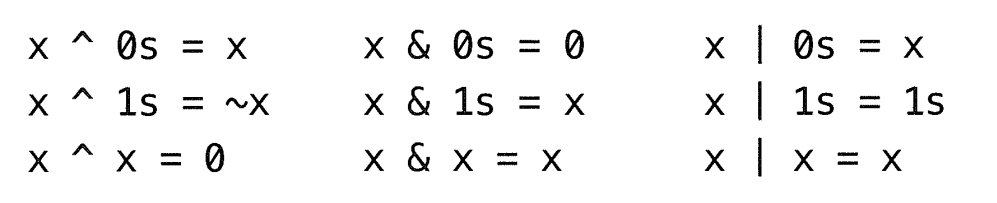 x ^ 0s = x x & 0s = 0 x | 0s = x
x ^ 1s = ~x x & 1s = x x | 1s = 1s
x ^ x = 0 x & x = x x | x = x